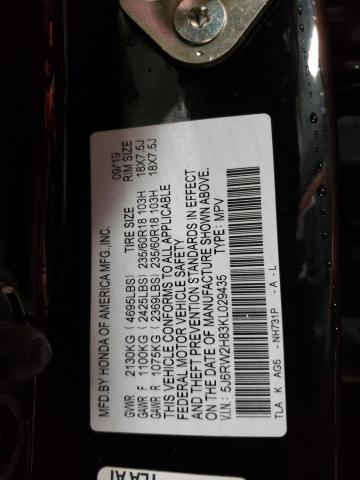 MFD.BY HONDA OF AMERICA MFG.,INC. 09/19
TIRE SIZE RIM SIZE
GVWR 2130KG ( 4695LBS)
GAWR F 1100KG ( 2425LBS) 235/60R18 103H 18X7.5J
GAWR R 1075KG ( 2369LBS) 235/60R18 103H 18X7.5J
THIS VEHICLE CONFORMS TO ALL APPLICABLE
FEDERAL MOTOR VEHICLE SAFETY
AND THEFT PREVENTION STANDARDS IN EFFECT
ON THE DATE OF MANUFACTURE SHOWN ABOVE.
V.I.N.: 5J6RW2H83KL029435 TYPE: MPV
TLA K AG5 - NH731P - A - L